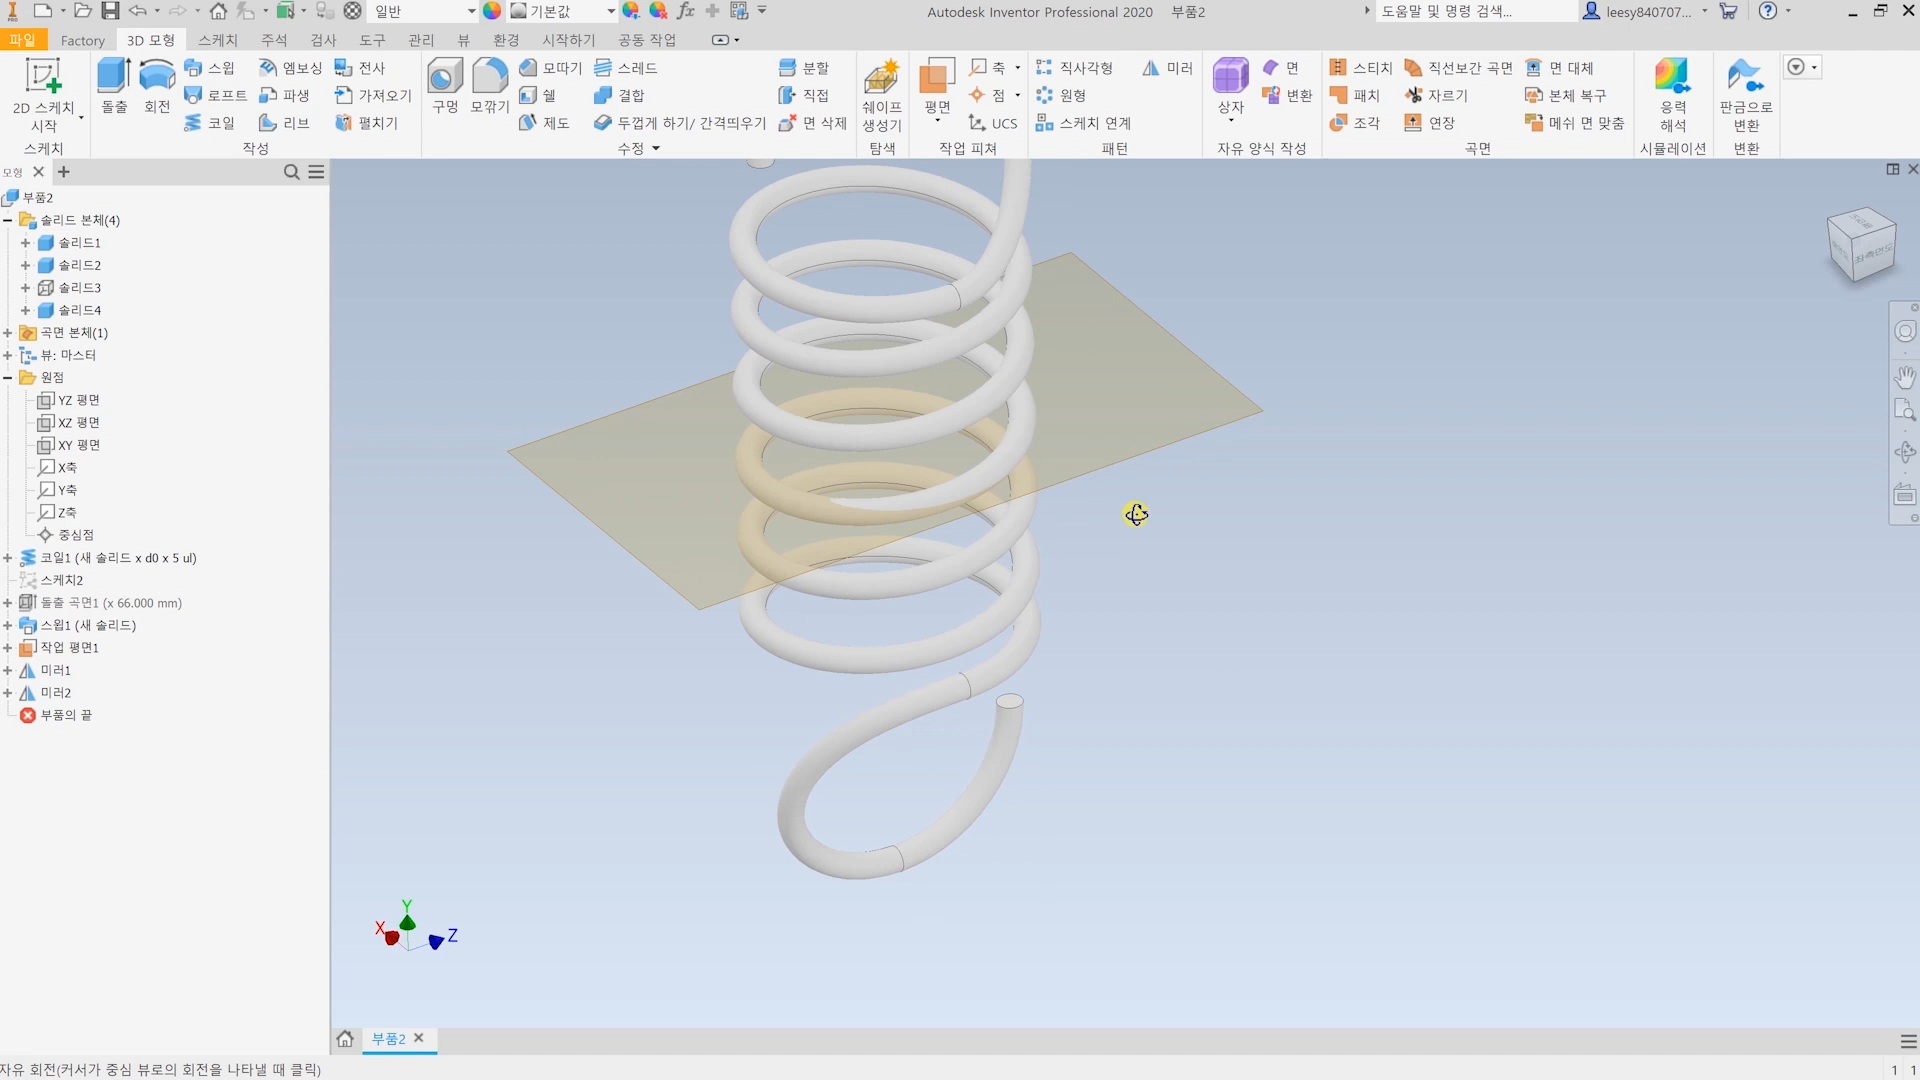 일반 기본값 Autodesk Inventor Professional 2020 부품2 도움말 및 명령 검색... leesy840707...
파일 Factory 3D 모형 스케치 주석 검사 도구 관리 뷰 환경 시작하기 공동 작업
2D 스케치 시작
스케치
돌출 회전 스윕 엠보싱 전사
로프트 파생 가져오기
코일 리브 펼치기
작성
구멍 모깎기 모따기 스레드 분할
쉘 결합 직접
제도 두껍게 하기/ 간격띄우기 면 삭제
수정
쉐이프 생성기
탐색
평면 축
점
UCS
작업 피쳐
직사각형 미러
원형
스케치 연계
패턴
상자 면
변환
자유 양식 작성
스티치 직선보간 곡면 면 대체
패치 자르기 본체 복구
조각 연장 메쉬 면 맞춤
곡면
응력 해석
시뮬레이션
판금으로 변환
변환
모형
부품2
솔리드 본체(4)
솔리드1
솔리드2
솔리드3
솔리드4
곡면 본체(1)
뷰: 마스터
원점
YZ 평면
XZ 평면
XY 평면
X축
Y축
Z축
중심점
코일1 (새 솔리드 x d0 x 5 ul)
스케치2
돌출 곡면1 (x 66.000 mm)
스윕1 (새 솔리드)
작업 평면1
미러1
미러2
부품의 끝
Y
X
Z
부품2
자유 회전(커서가 중심 뷰로의 회전을 나타낼 때 클릭)
1 1